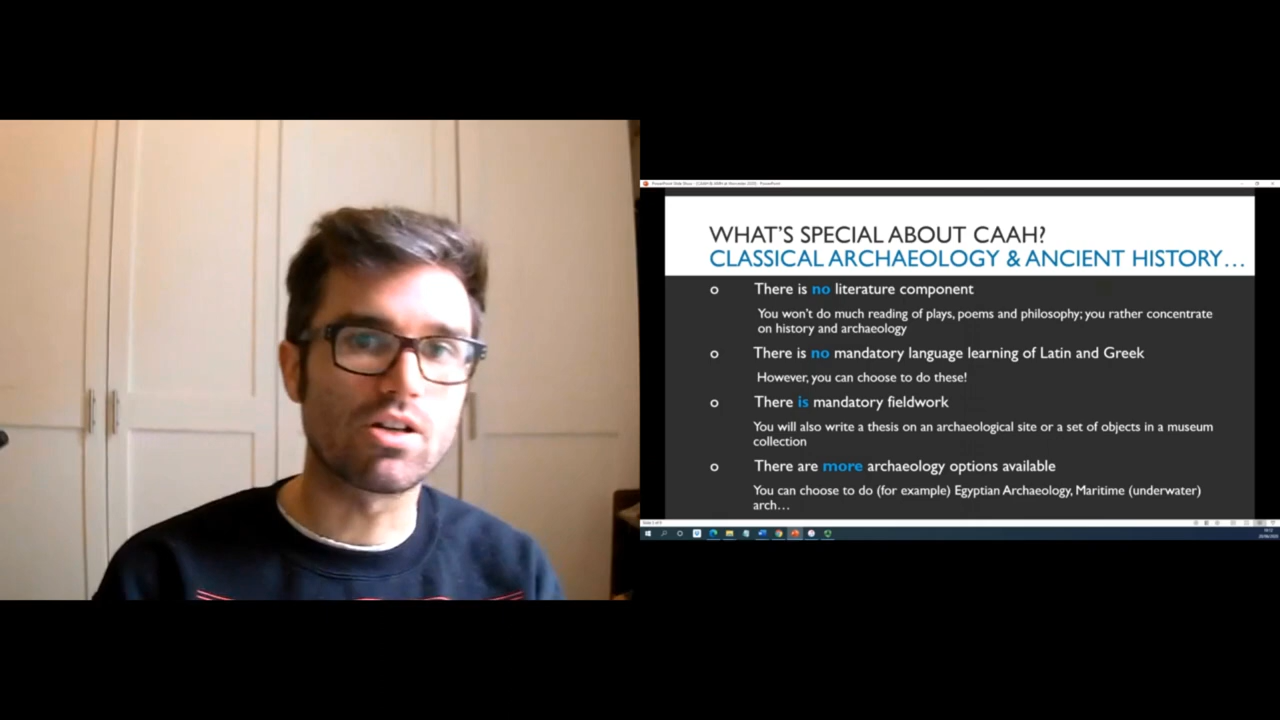 WHAT'S SPECIAL ABOUT CAAH?
CLASSICAL ARCHAEOLOGY & ANCIENT HISTORY…
o There is no literature component
You won't do much reading of plays, poems and philosophy; you rather concentrate
on history and archaeology
o There is no mandatory language learning of Latin and Greek
However, you can choose to do these!
o There is mandatory fieldwork
You will also write a thesis on an archaeological site or a set of objects in a museum
collection
o There are more archaeology options available
You can choose to do (for example) Egyptian Archaeology, Maritime (underwater)
arch…